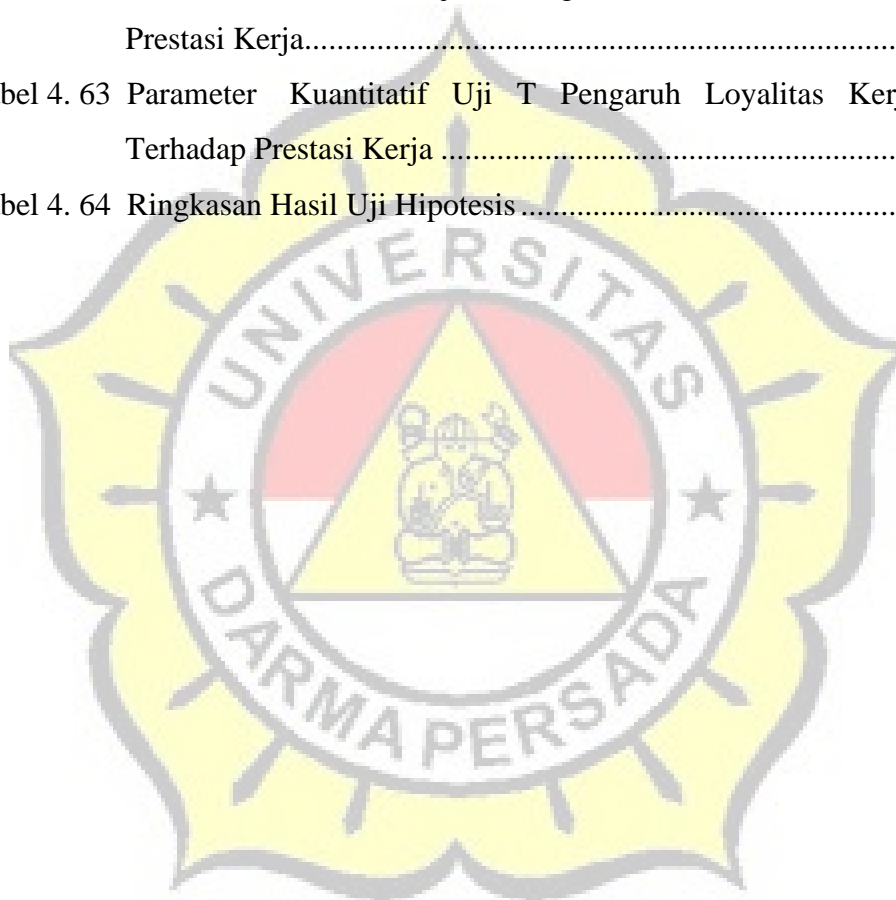 Prestasi Kerja........................................................................
bel 4. 63 Parameter Kuantitatif Uji T Pengaruh Loyalitas Ker
Terhadap Prestasi Kerja .........................................................
bel 4. 64 Ringkasan Hasil Uji Hipotesis ...............................................
UNIVERSITAS
DARMA PERSADA